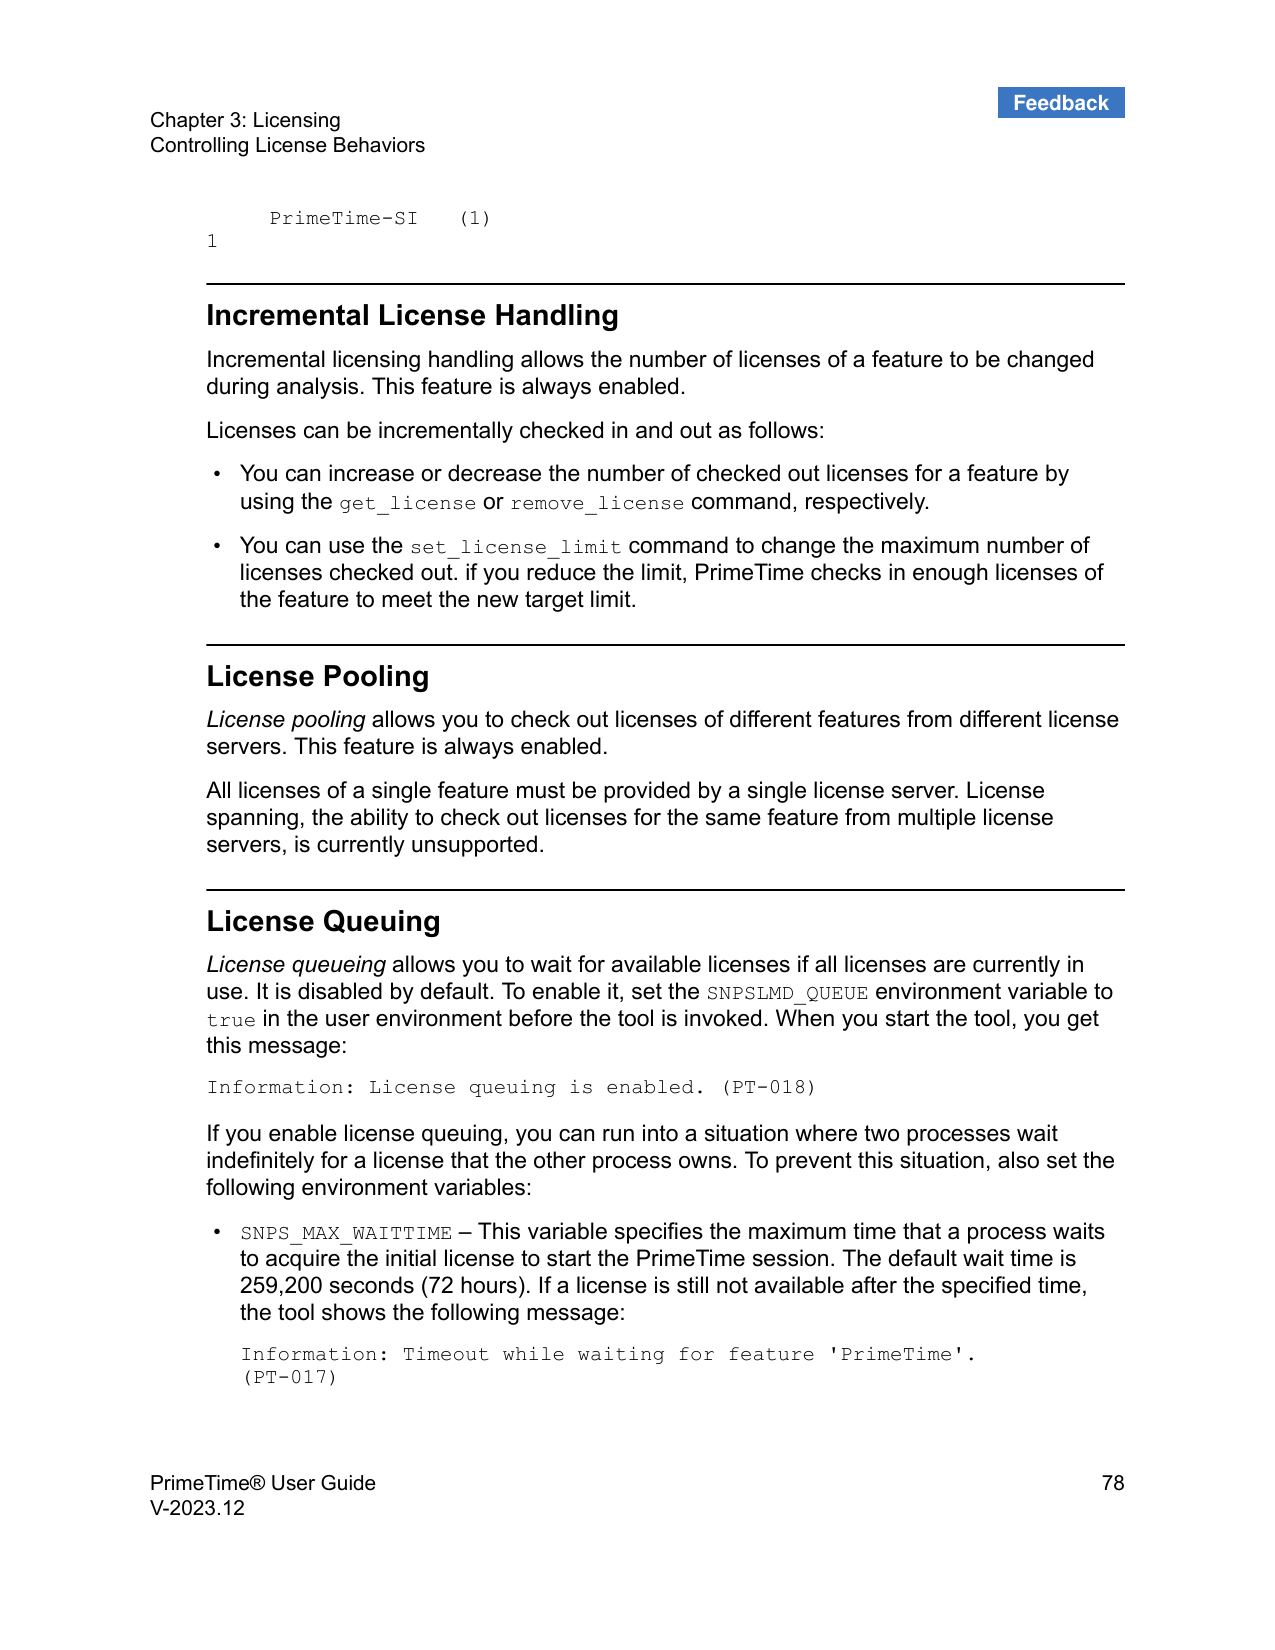 Feedback
Chapter 3: Licensing
Controlling License Behaviors
PrimeTime-SI (1)
1
Incremental License Handling
Incremental licensing handling allows the number of licenses of a feature to be changed
during analysis. This feature is always enabled.
Licenses can be incrementally checked in and out as follows:
• You can increase or decrease the number of checked out licenses for a feature by
using the get_license or remove_license command, respectively.
• You can use the set_license_limit command to change the maximum number of
licenses checked out. if you reduce the limit, PrimeTime checks in enough licenses of
the feature to meet the new target limit.
License Pooling
License pooling allows you to check out licenses of different features from different license
servers. This feature is always enabled.
All licenses of a single feature must be provided by a single license server. License
spanning, the ability to check out licenses for the same feature from multiple license
servers, is currently unsupported.
License Queuing
License queueing allows you to wait for available licenses if all licenses are currently in
use. It is disabled by default. To enable it, set the SNPSLMD_QUEUE environment variable to
true in the user environment before the tool is invoked. When you start the tool, you get
this message:
Information: License queuing is enabled. (PT-018)
If you enable license queuing, you can run into a situation where two processes wait
indefinitely for a license that the other process owns. To prevent this situation, also set the
following environment variables:
• SNPS_MAX_WAITTIME – This variable specifies the maximum time that a process waits
to acquire the initial license to start the PrimeTime session. The default wait time is
259,200 seconds (72 hours). If a license is still not available after the specified time,
the tool shows the following message:
Information: Timeout while waiting for feature 'PrimeTime'.
(PT-017)
PrimeTime® User Guide 78
V-2023.12